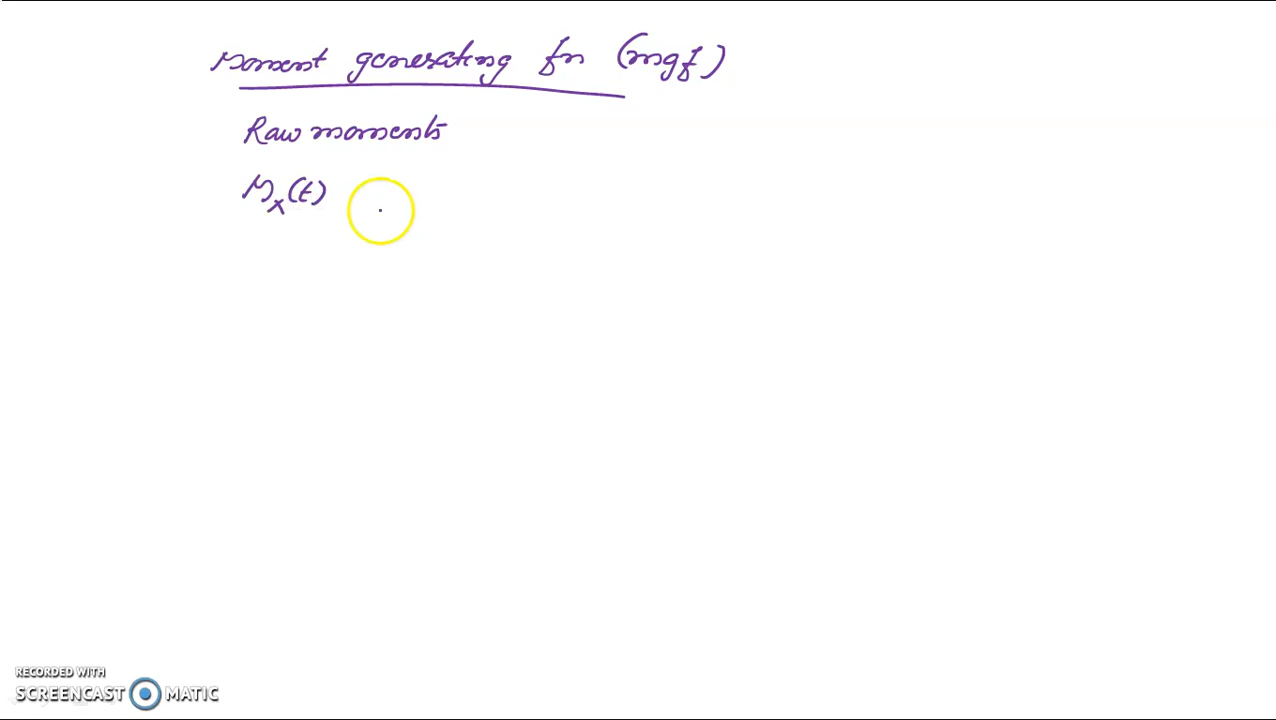 Moment generating fn (mgf)
Raw moments
Mx(t)
RECORDED WITH
SCREENCAST MATIC